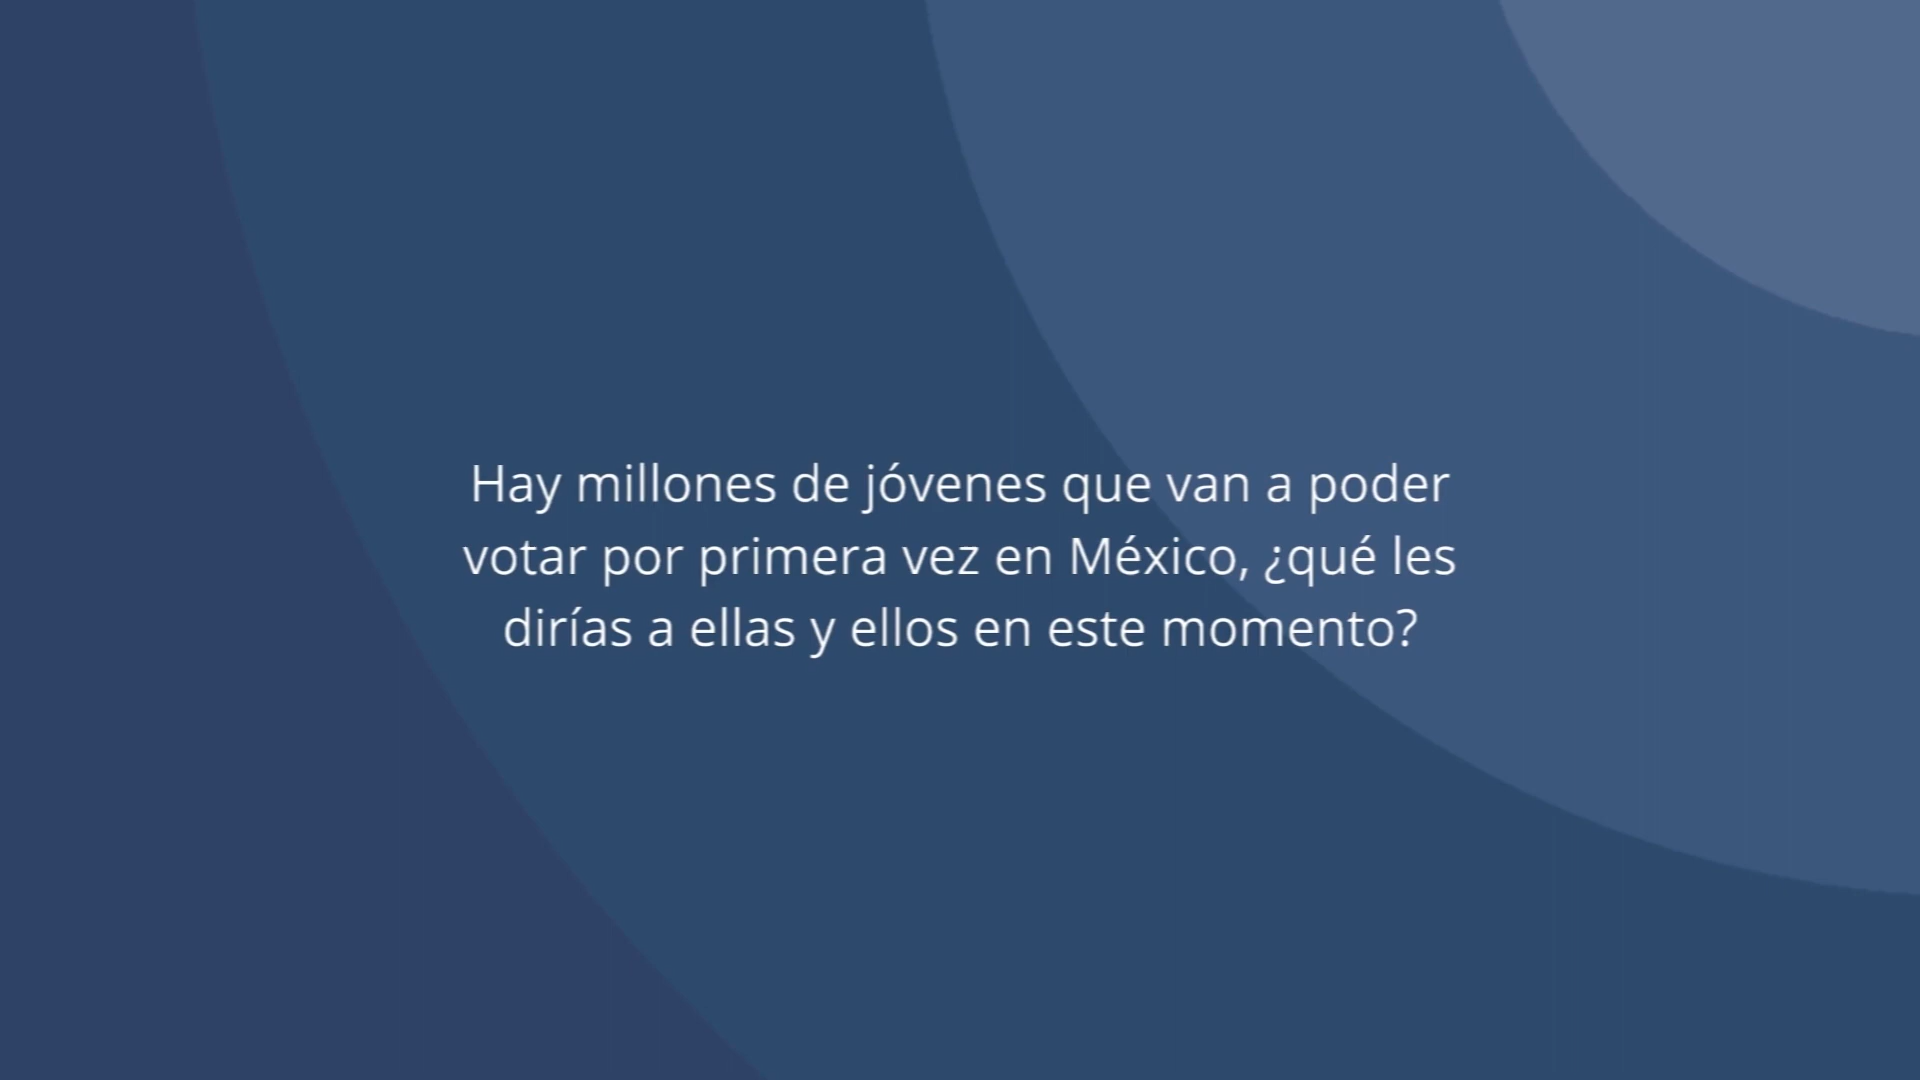 Hay millones de jóvenes que van a poder
votar por primera vez en México, ¿qué les
dirías a ellas y ellos en este momento?